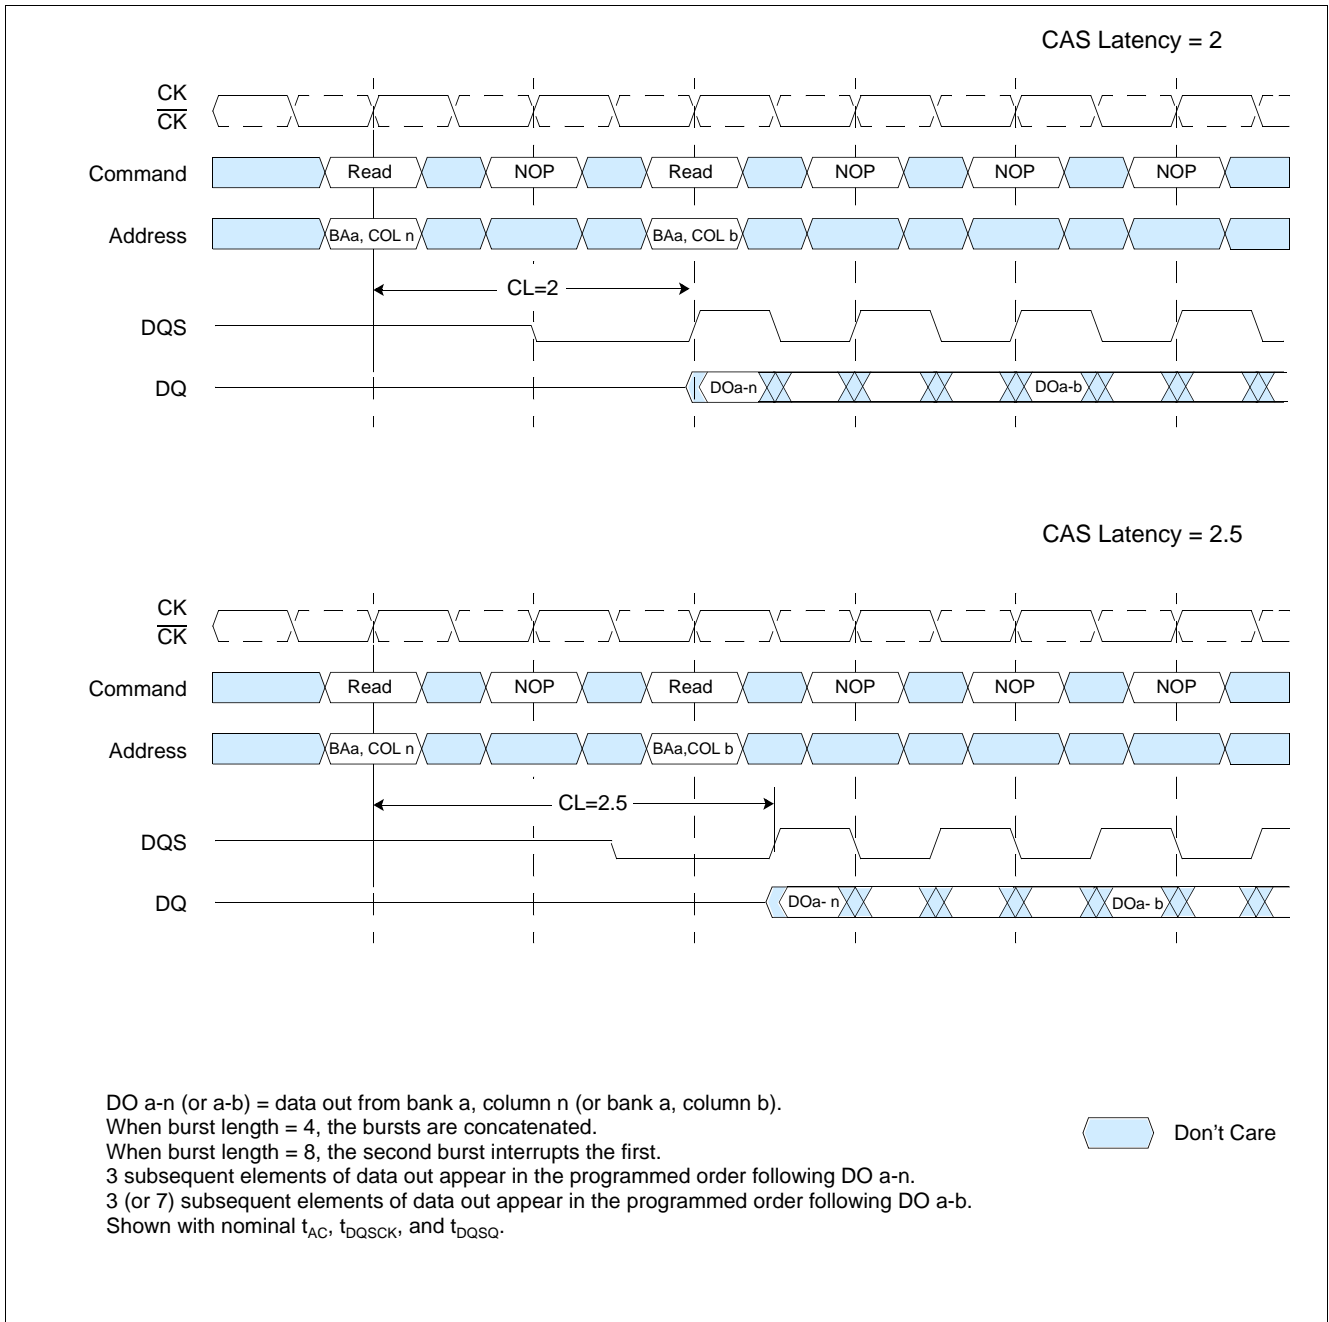 CAS Latency = 2
CK
CK
Command
Read
NOP
Read
NOP
NOP
NOP
Address
BAa, COL n
BAa, COL b
CL=2
DQS
DQ
DOa-n
DOa-b
CAS Latency = 2.5
CK
CK
Command
Read
NOP
Read
NOP
NOP
NOP
Address
BAa, COL n
BAa,COL b
CL=2.5
DQS
DQ
DOa- n
DOa- b
DO a-n (or a-b) = data out from bank a, column n (or bank a, column b).
When burst length = 4, the bursts are concatenated.
When burst length = 8, the second burst interrupts the first.
3 subsequent elements of data out appear in the programmed order following DO a-n.
3 (or 7) subsequent elements of data out appear in the programmed order following DO a-b.
Shown with nominal tAC, tDQSCK, and tDQSQ.
Don't Care